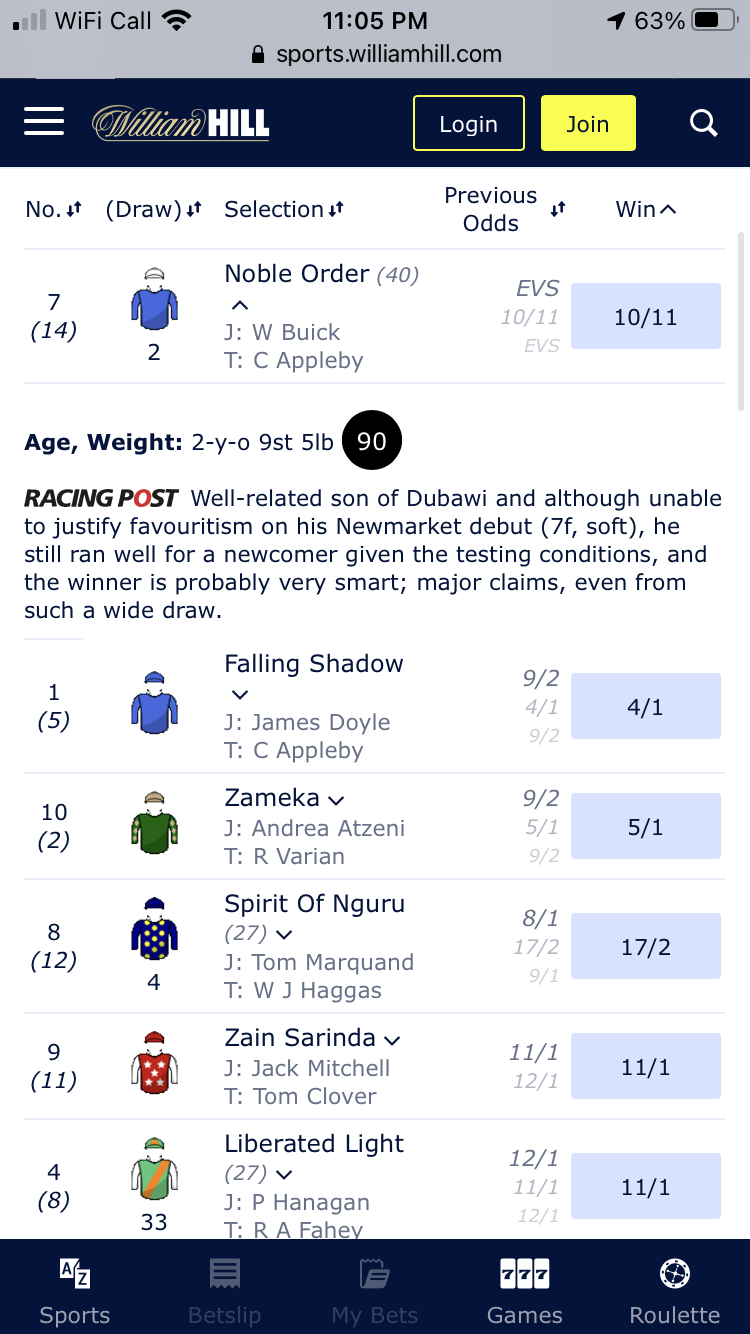 WiFi Call 11:05 PM 63%
sports.williamhill.com
William HILL Login Join
No. (Draw) Selection Previous Odds Win
7
(14)
2
Noble Order (40)
J: W Buick
T: C Appleby
EVS
10/11
EVS
10/11
Age, Weight: 2-y-o 9st 5lb 90
RACING POST Well-related son of Dubawi and although unable
to justify favouritism on his Newmarket debut (7f, soft), he
still ran well for a newcomer given the testing conditions, and
the winner is probably very smart; major claims, even from
such a wide draw.
1
(5)
Falling Shadow
J: James Doyle
T: C Appleby
9/2
4/1
9/2
4/1
10
(2)
Zameka
J: Andrea Atzeni
T: R Varian
9/2
5/1
9/2
5/1
8
(12)
4
Spirit Of Nguru
(27)
J: Tom Marquand
T: W J Haggas
8/1
17/2
9/1
17/2
9
(11)
Zain Sarinda
J: Jack Mitchell
T: Tom Clover
11/1
12/1
11/1
4
(8)
33
Liberated Light
(27)
J: P Hanagan
T: R A Fahey
12/1
11/1
12/1
11/1
A Z 777
Sports Betslip My Bets Games Roulette